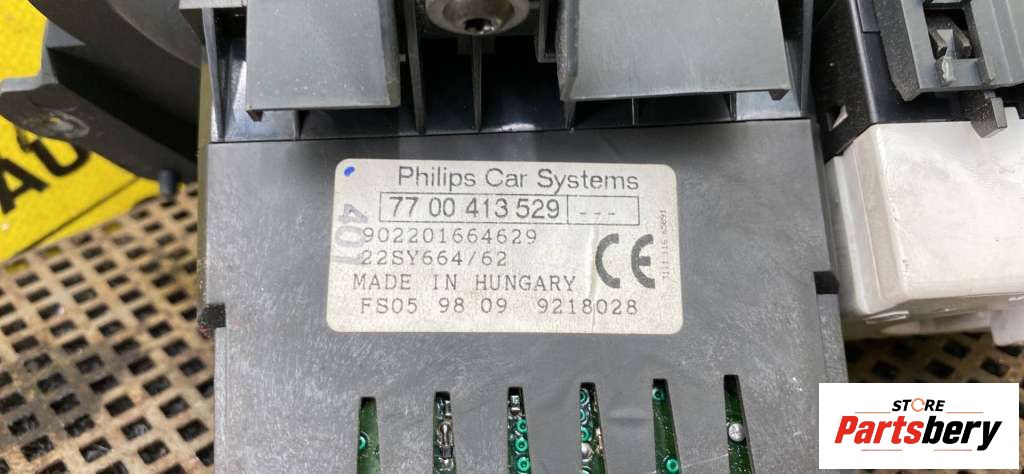 Philips Car Systems
77 00 413 529 ---
902201664629
22SY664/62
MADE IN HUNGARY
FS05 98 09 9218028
CE
401
STORE
Partsbery